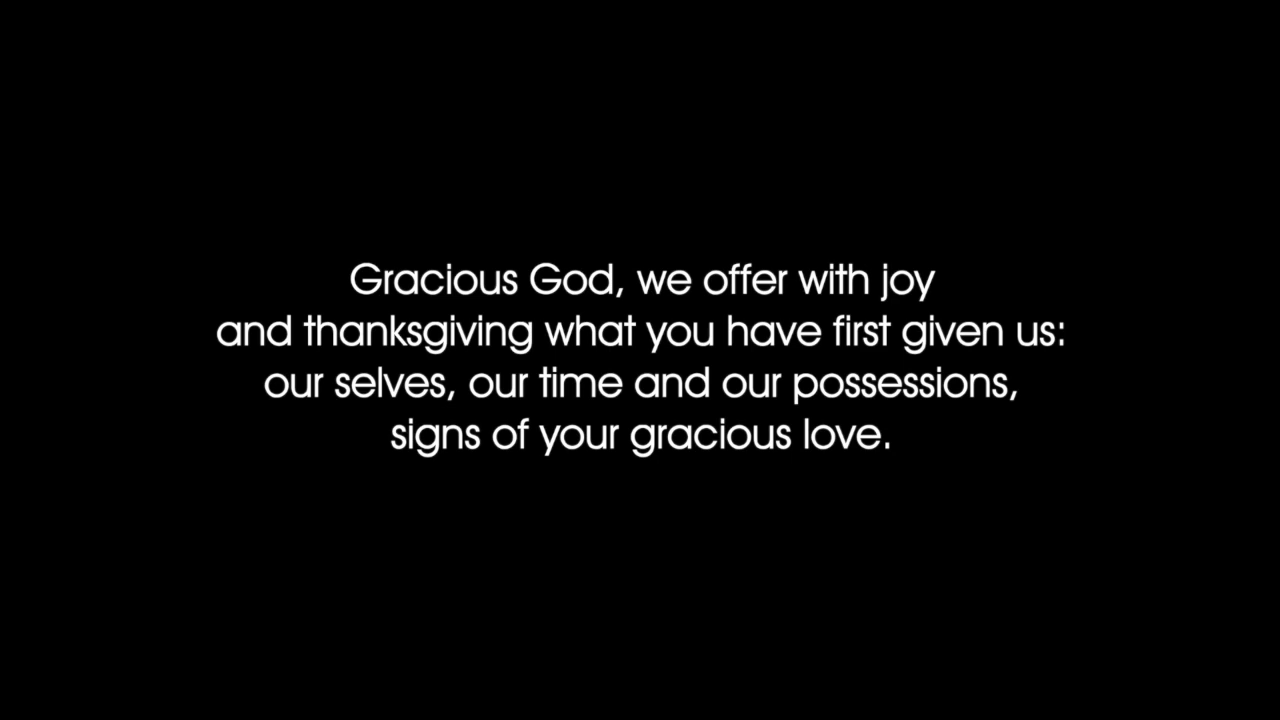 Gracious God, we offer with joy
and thanksgiving what you have first given us:
our selves, our time and our possessions,
signs of your gracious love.